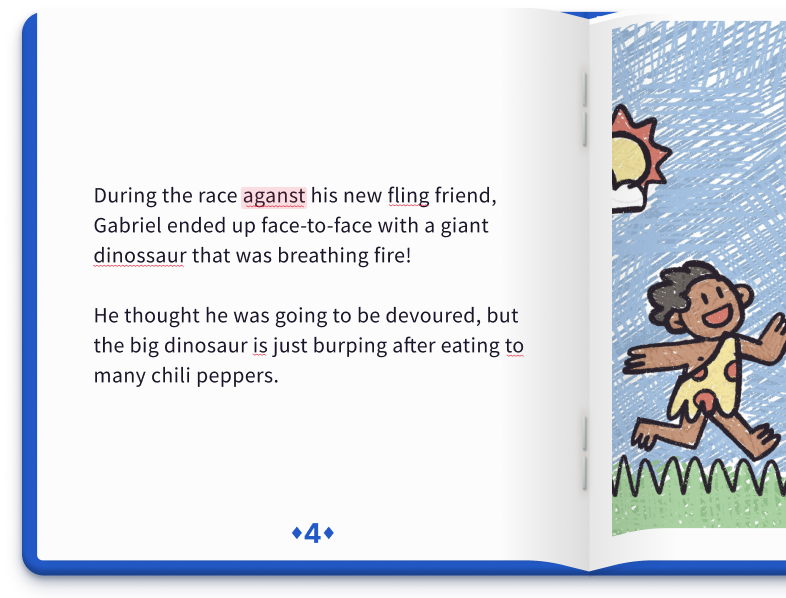 During the race aganst his new fling friend,
Gabriel ended up face-to-face with a giant
dinossaur that was breathing fire!
He thought he was going to be devoured, but
the big dinosaur is just burping after eating to
many chili peppers.
4